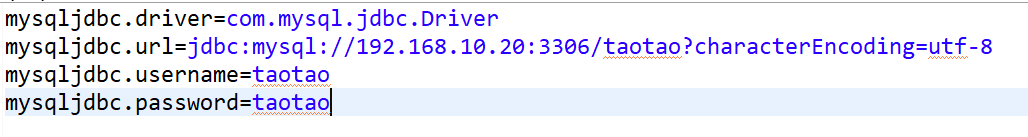 mysqljdbc.driver=com.mysql.jdbc.Driver
mysqljdbc.url=jdbc:mysql://192.168.10.20:3306/taotao?characterEncoding=utf-8
mysqljdbc.username=taotao
mysqljdbc.password=taotao